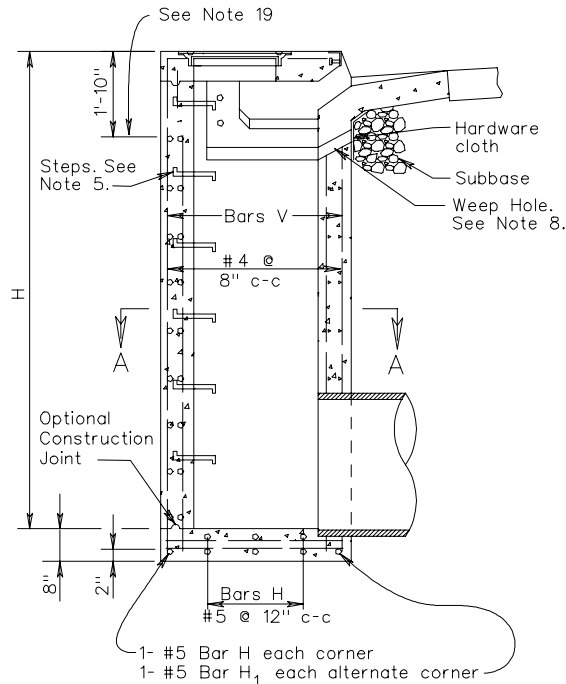 See Note 19
1'-10"
Hardware
cloth
Steps. See
Note 5.
Subbase
Weep Hole.
See Note 8.
Bars V
#4 @
8" c-c
H
A
A
Optional
Construction
Joint
8"
2"
Bars H
#5 @ 12" c-c
1- #5 Bar H each corner
1- #5 Bar H₁ each alternate corner